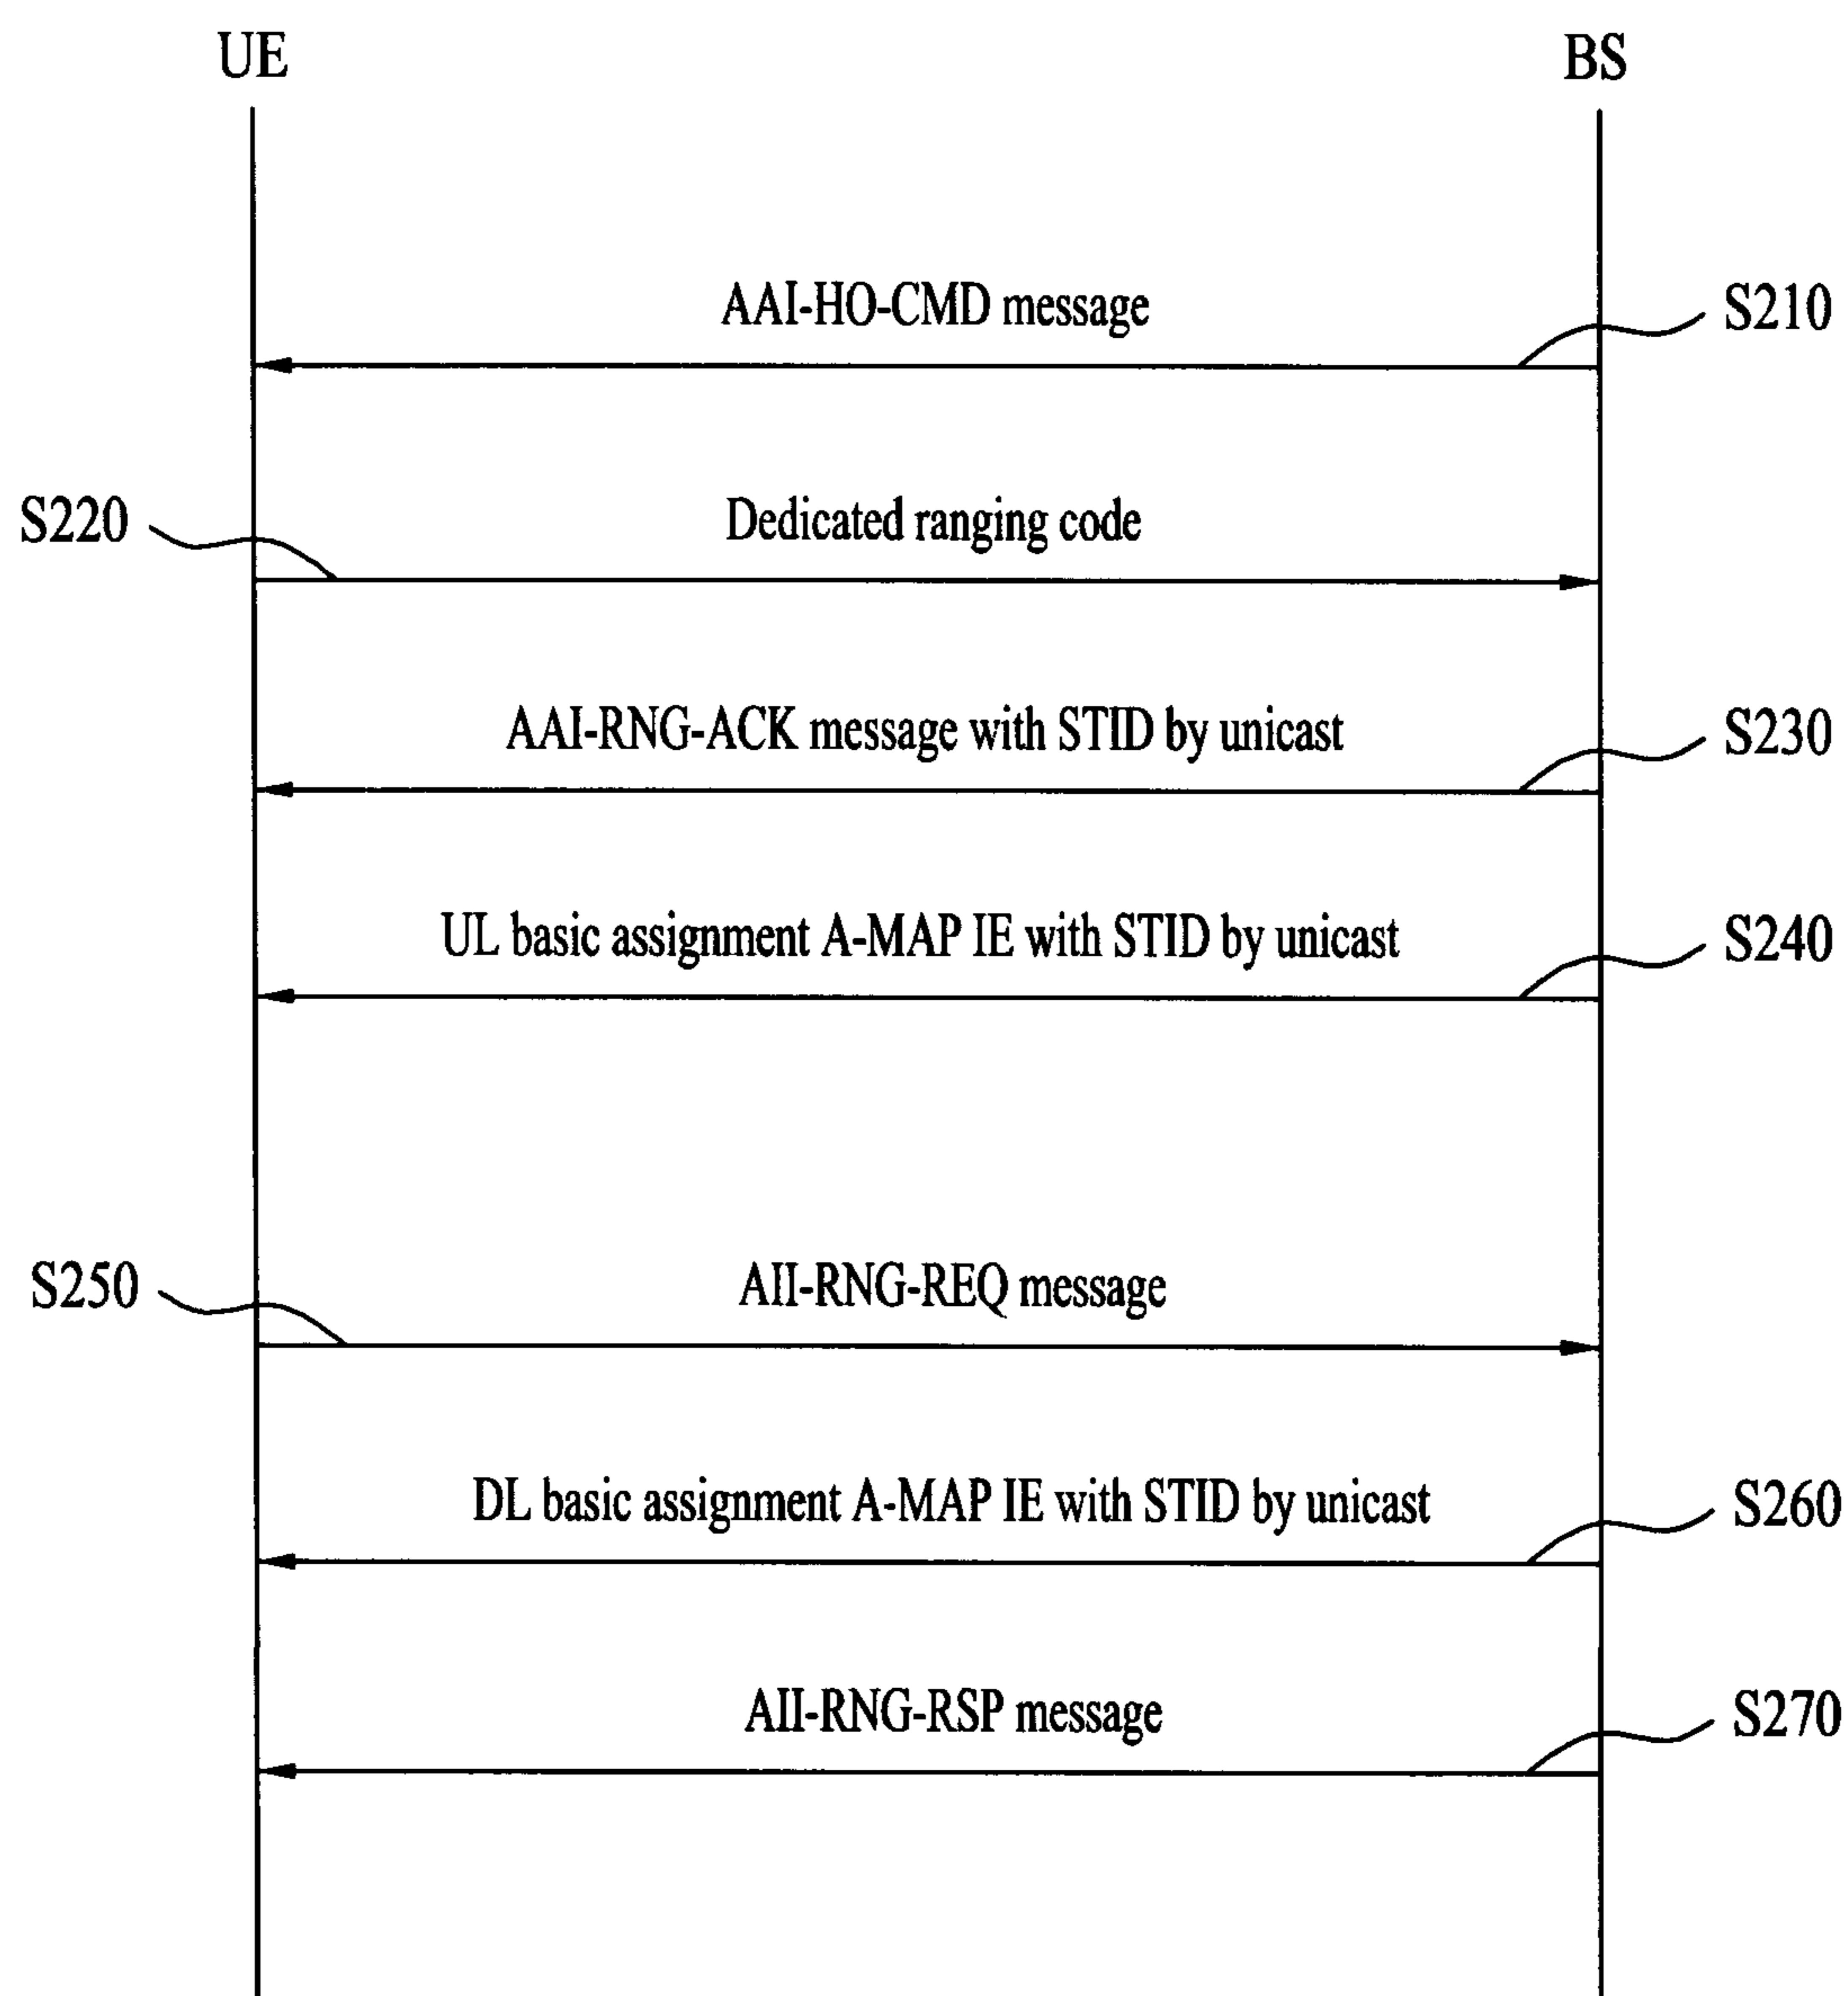 UE
BS
AAI-HO-CMD message
S210
S220
Dedicated ranging code
AAI-RNG-ACK message with STID by unicast
S230
UL basic assignment A-MAP IE with STID by unicast
S240
S250
AII-RNG-REQ message
DL basic assignment A-MAP IE with STID by unicast
S260
AII-RNG-RSP message
S270